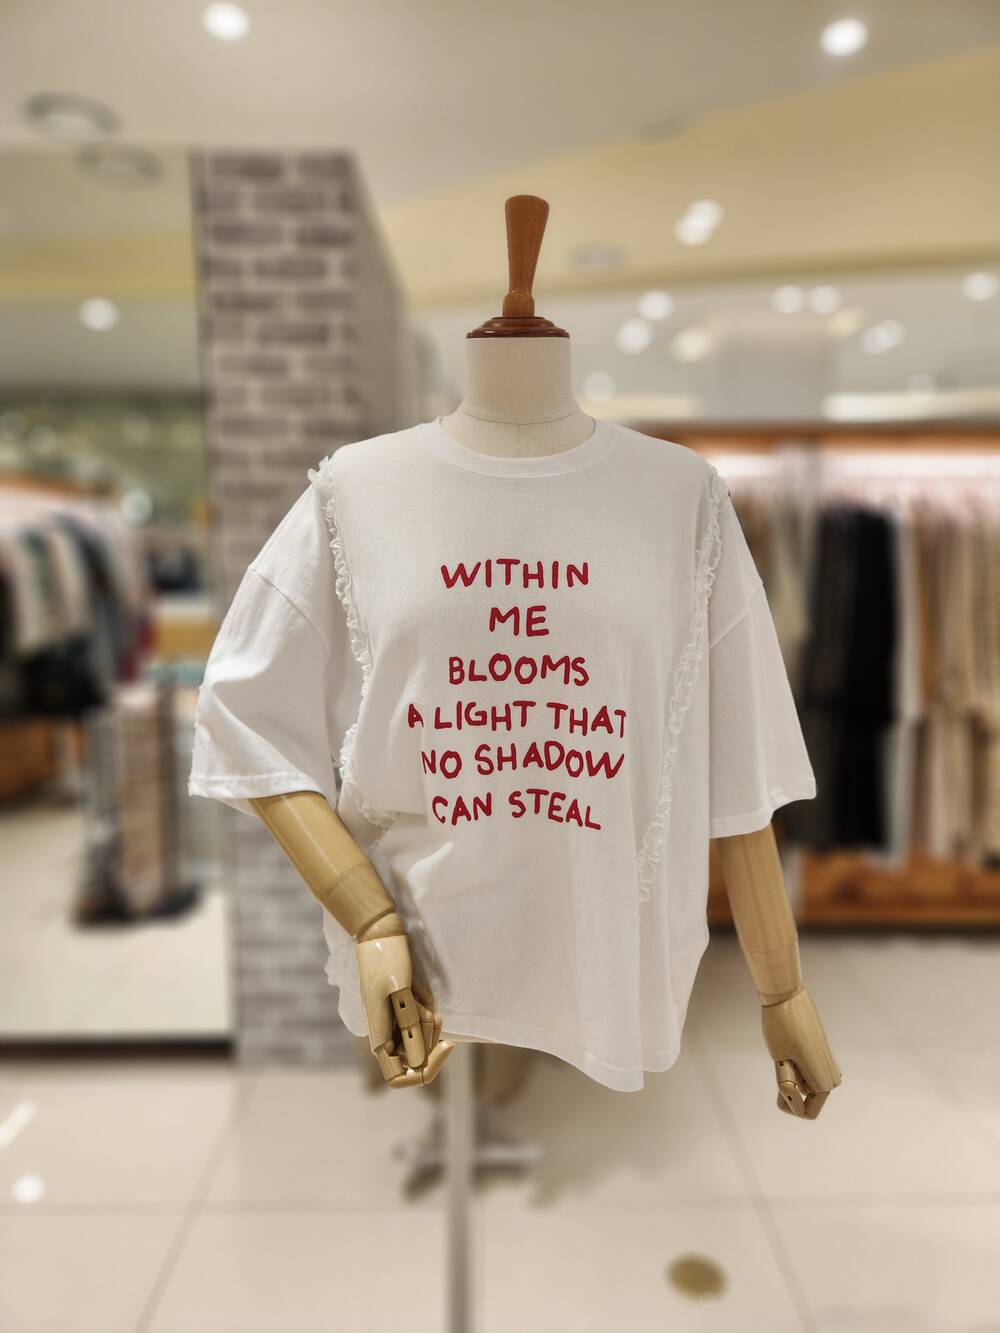 WITHIN
ME
BLOOMS
A LIGHT THAT
NO SHADOW
CAN STEAL